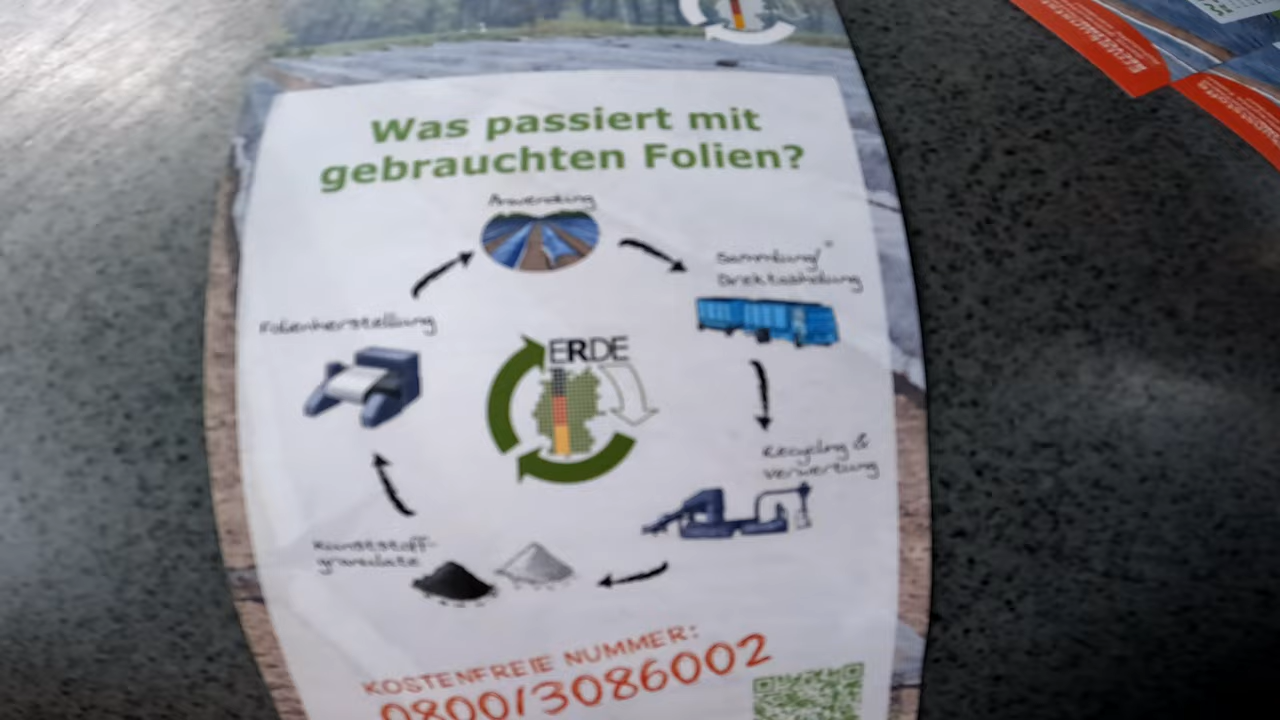 Was passiert mit
gebrauchten Folien?
Anwendung
Sammlung/
Direktabholung
Folienherstellung
ERDE
Recycling &
Verwertung
Kunststoff-
granulate
KOSTENFREIE NUMMER:
0800/3086002